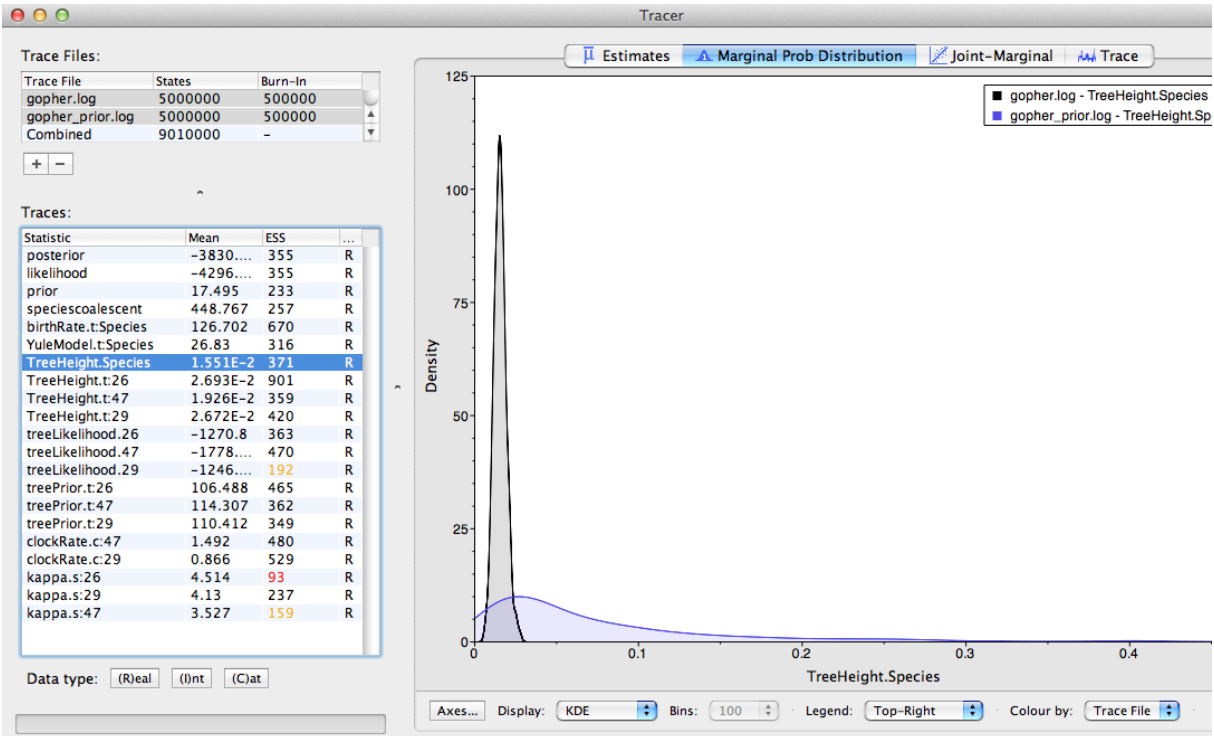 Tracer
Trace Files:
Trace File States Burn-In
gopher.log 5000000 500000
gopher_prior.log 5000000 500000
Combined 9010000 -
+ −
Traces:
Statistic Mean ESS ...
posterior -3830.... 355 R
likelihood -4296.... 355 R
prior 17.495 233 R
speciescoalescent 448.767 257 R
birthRate.t:Species 126.702 670 R
YuleModel.t:Species 26.83 316 R
TreeHeight.Species 1.551E-2 371 R
TreeHeight.t:26 2.693E-2 901 R
TreeHeight.t:47 1.926E-2 359 R
TreeHeight.t:29 2.672E-2 420 R
treeLikelihood.26 -1270.8 363 R
treeLikelihood.47 -1778.... 470 R
treeLikelihood.29 -1246.... 192 R
treePrior.t:26 106.488 465 R
treePrior.t:47 114.307 362 R
treePrior.t:29 110.412 349 R
clockRate.c:47 1.492 480 R
clockRate.c:29 0.866 529 R
kappa.s:26 4.514 93 R
kappa.s:29 4.13 237 R
kappa.s:47 3.527 159 R
Data type: (R)eal (I)nt (C)at
μ Estimates Marginal Prob Distribution Joint-Marginal Trace
gopher.log - TreeHeight.Species
gopher_prior.log - TreeHeight.Sp
125
100
75
50
25
0
Density
0 0.1 0.2 0.3 0.4
TreeHeight.Species
Axes... Display: KDE Bins: 100 Legend: Top-Right Colour by: Trace File